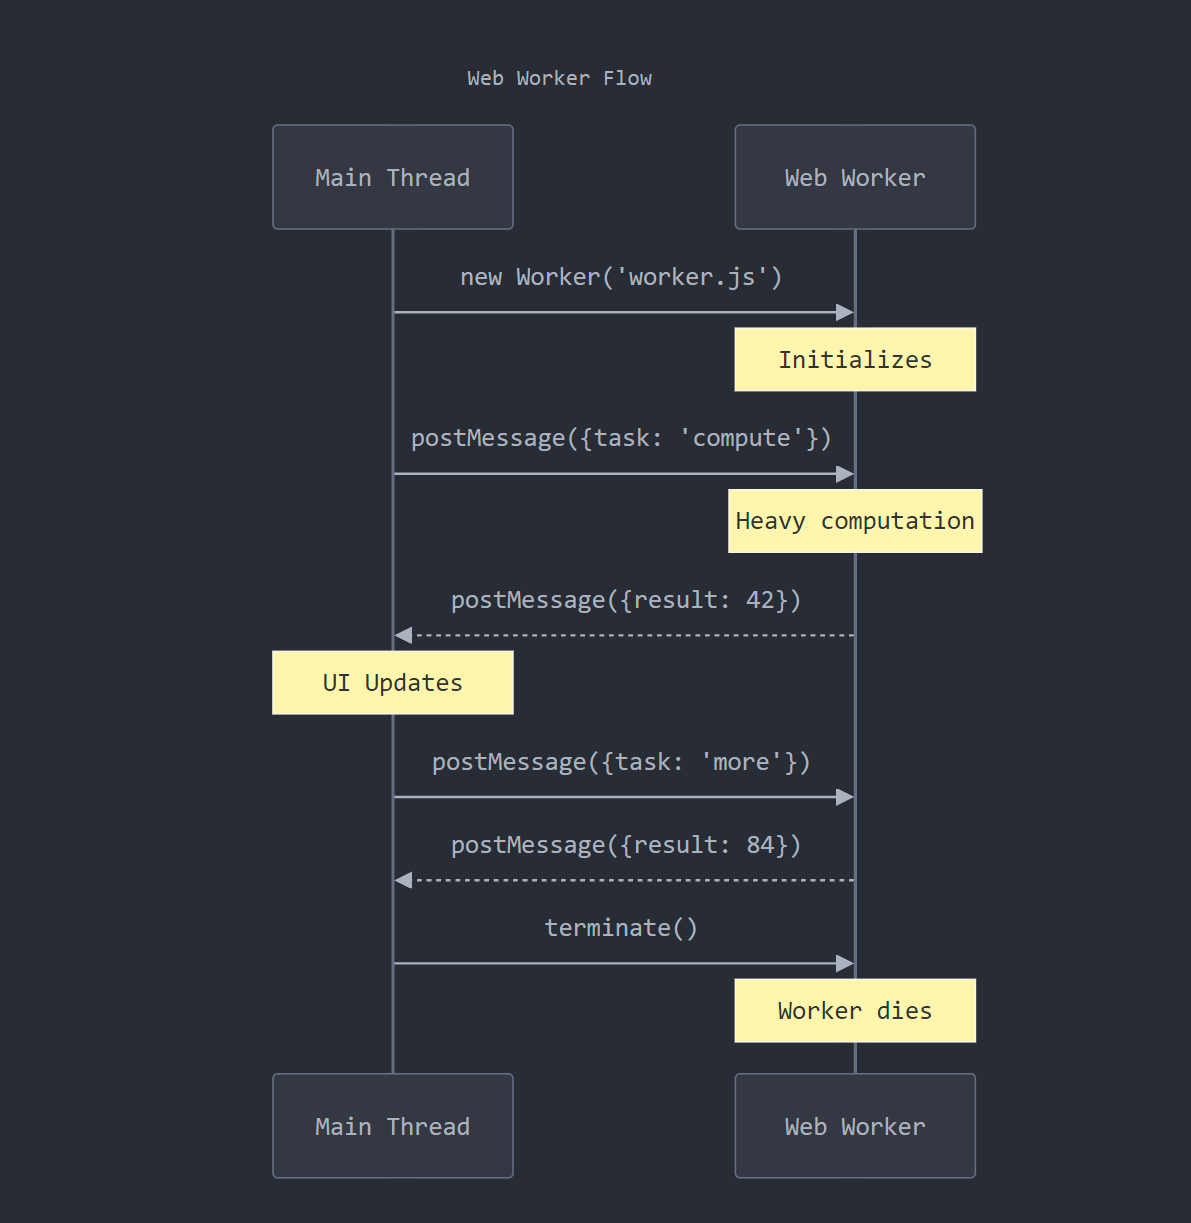 Web Worker Flow
Main Thread
Web Worker
new Worker('worker.js')
Initializes
postMessage({task: 'compute'})
Heavy computation
postMessage({result: 42})
UI Updates
postMessage({task: 'more'})
postMessage({result: 84})
terminate()
Worker dies
Main Thread
Web Worker